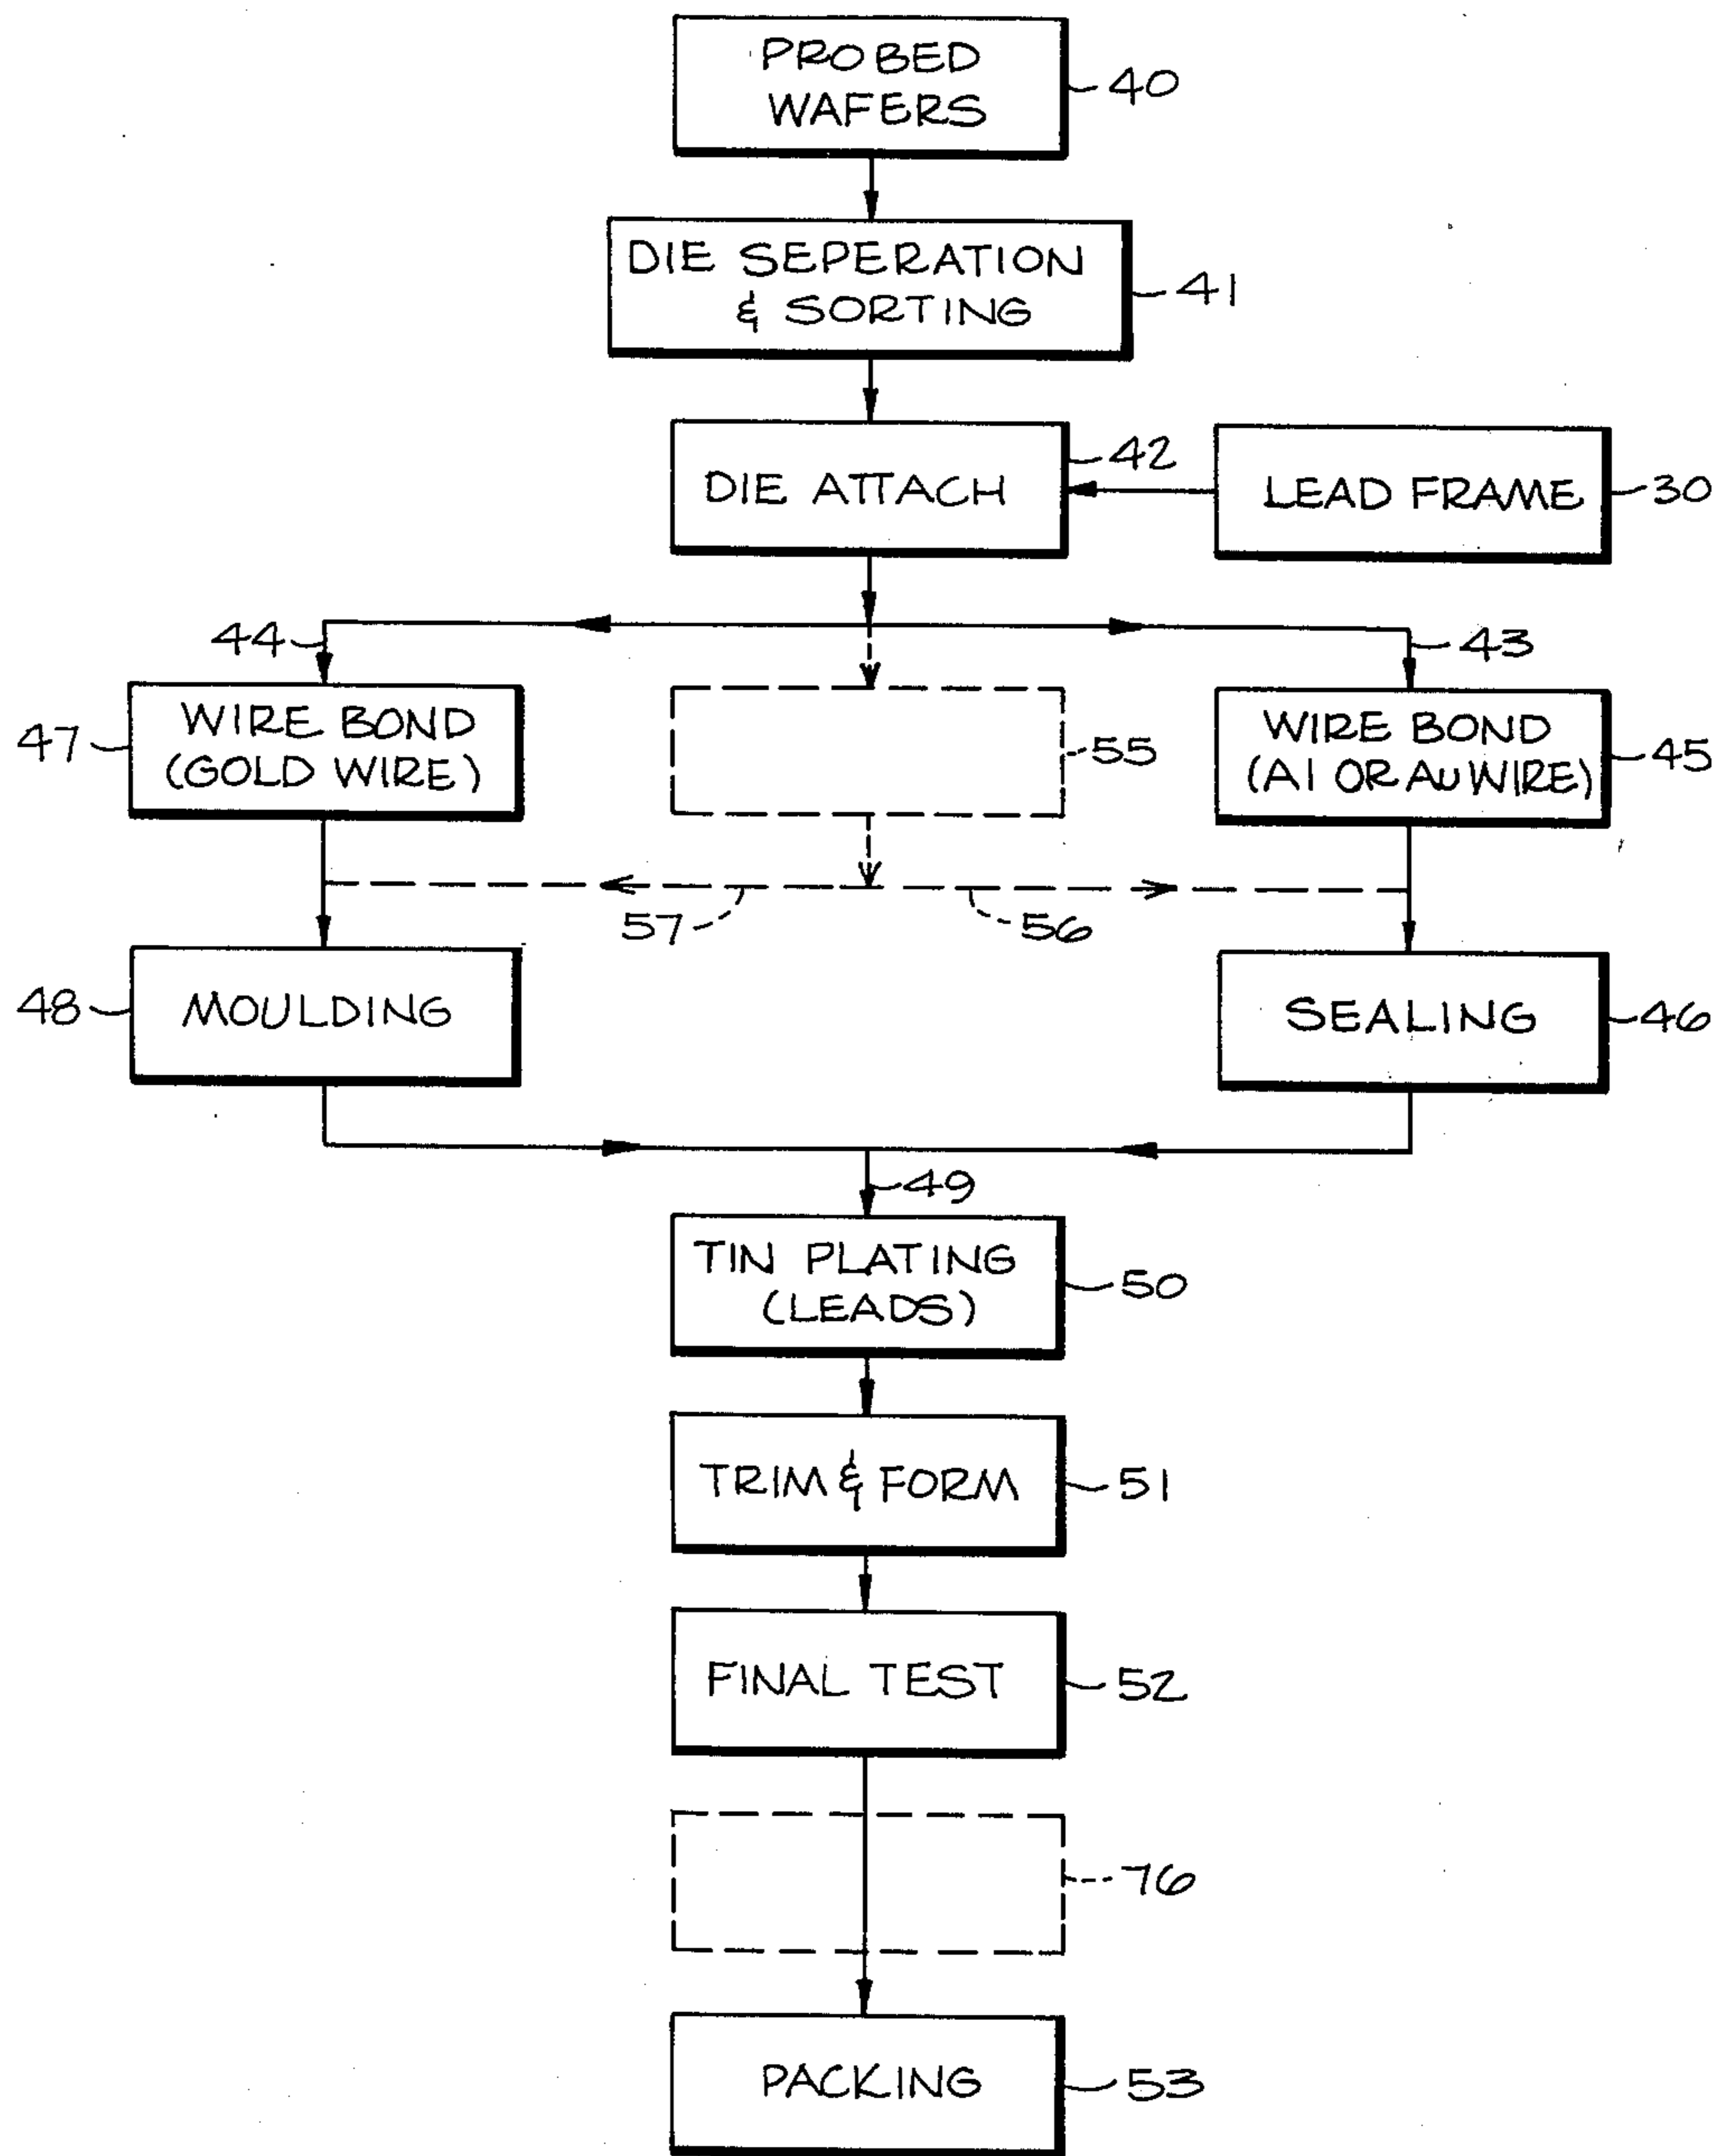 PROBED
WAFERS
40
DIE SEPERATION
& SORTING
41
DIE ATTACH
42
LEAD FRAME
30
44
43
47
WIRE BOND
(GOLD WIRE)
55
WIRE BOND
(Al OR Au WIRE)
45
57
56
48
MOULDING
SEALING
46
49
TIN PLATING
(LEADS)
50
TRIM & FORM
51
FINAL TEST
52
76
PACKING
53